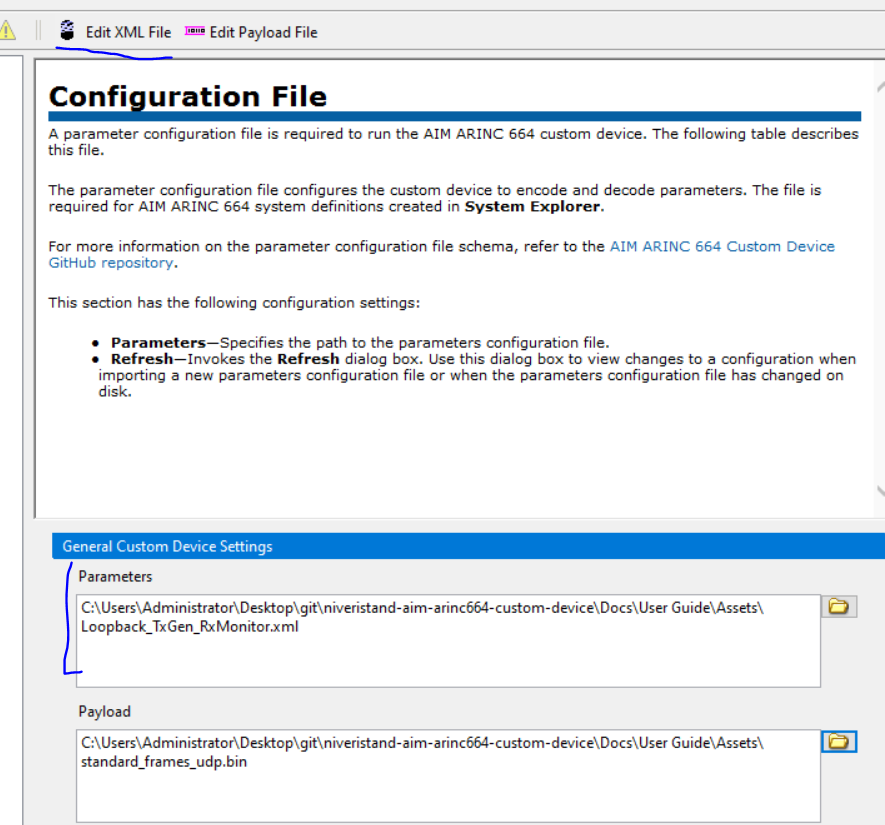 Edit XML File Edit Payload File
Configuration File
A parameter configuration file is required to run the AIM ARINC 664 custom device. The following table describes
this file.
The parameter configuration file configures the custom device to encode and decode parameters. The file is
required for AIM ARINC 664 system definitions created in System Explorer.
For more information on the parameter configuration file schema, refer to the AIM ARINC 664 Custom Device
GitHub repository.
This section has the following configuration settings:
• Parameters—Specifies the path to the parameters configuration file.
• Refresh—Invokes the Refresh dialog box. Use this dialog box to view changes to a configuration when
importing a new parameters configuration file or when the parameters configuration file has changed on
disk.
General Custom Device Settings
Parameters
C:\Users\Administrator\Desktop\git\niveristand-aim-arinc664-custom-device\Docs\User Guide\Assets\
Loopback_TxGen_RxMonitor.xml
Payload
C:\Users\Administrator\Desktop\git\niveristand-aim-arinc664-custom-device\Docs\User Guide\Assets\
standard_frames_udp.bin